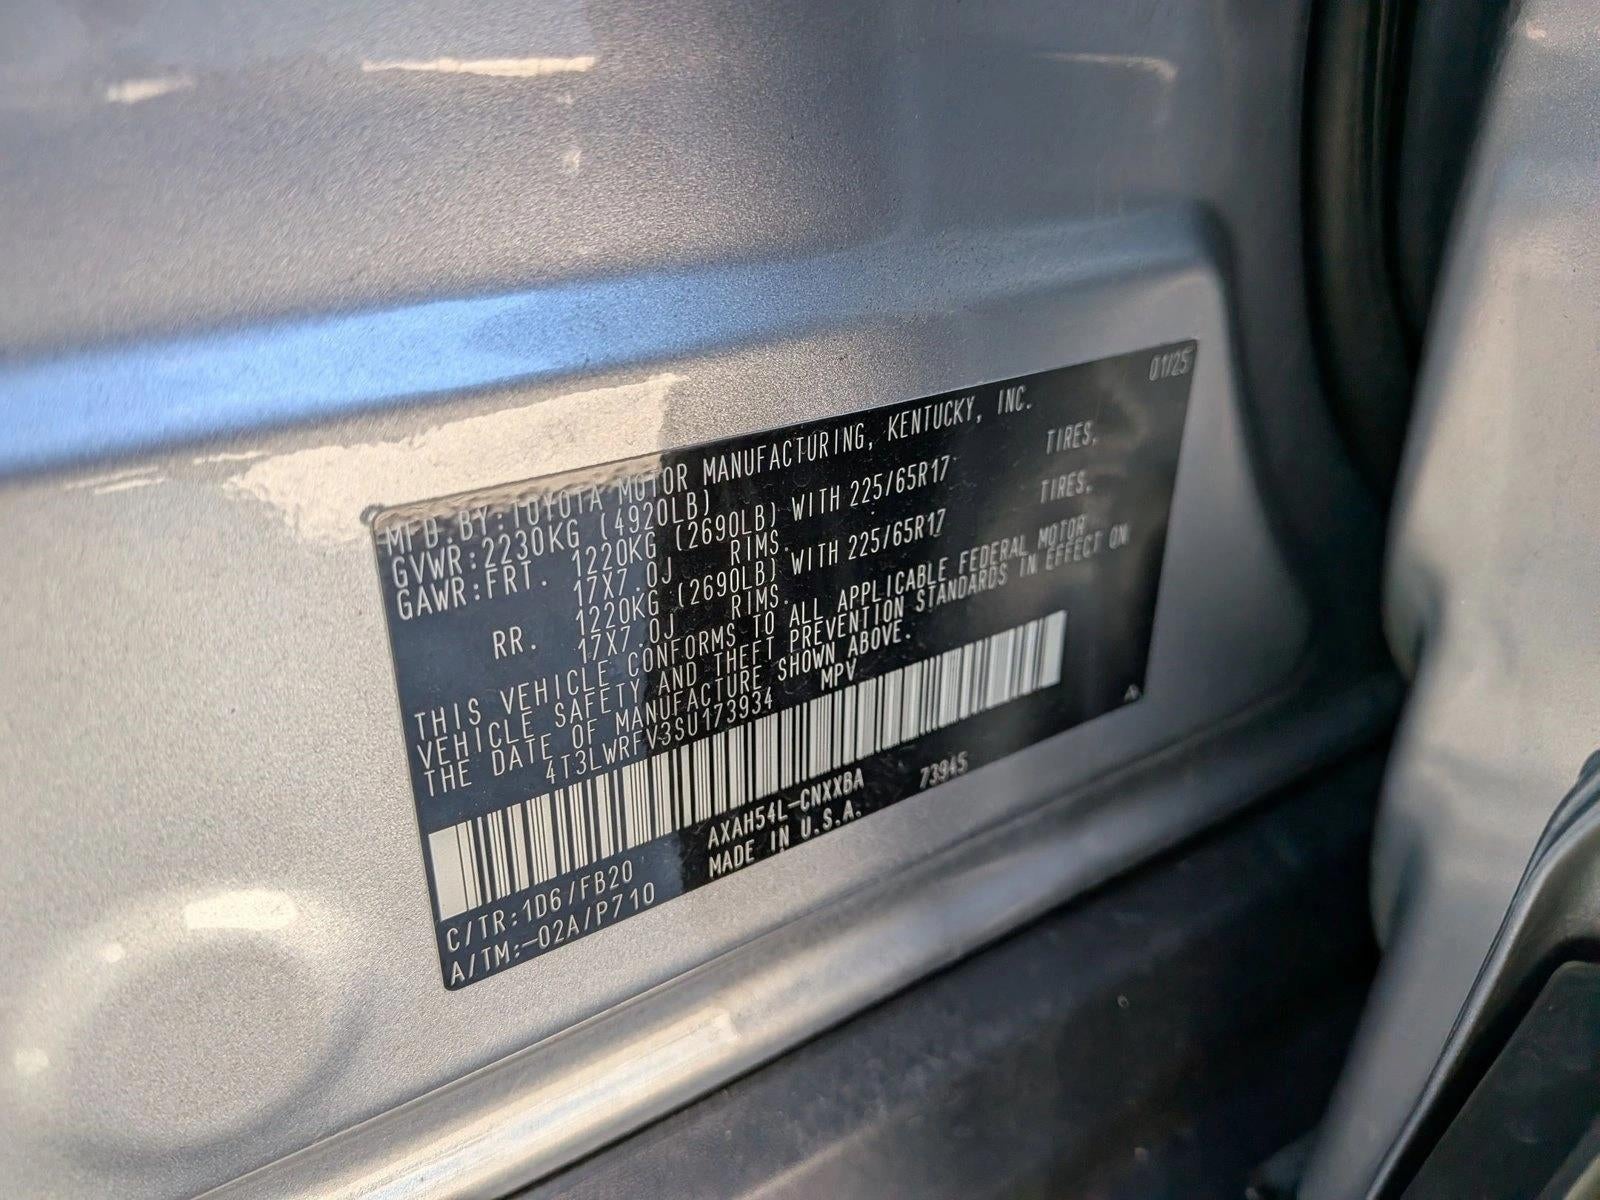 01/25
MFD.BY:TOYOTA MOTOR MANUFACTURING, KENTUCKY, INC.
GVWR:2230KG (4920LB)
GAWR:FRT. 1220KG (2690LB) WITH 225/65R17 TIRES,
17X7.0J RIMS.
RR. 1220KG (2690LB) WITH 225/65R17 TIRES,
17X7.0J RIMS.
THIS VEHICLE CONFORMS TO ALL APPLICABLE FEDERAL MOTOR
VEHICLE SAFETY AND THEFT PREVENTION STANDARDS IN EFFECT ON
THE DATE OF MANUFACTURE SHOWN ABOVE.
4T3LWRFV3SU173934 MPV
C/TR:1D6/FB20 AXAH54L-CNXXBA 73945
A/TM:-02A/P710 MADE IN U.S.A.